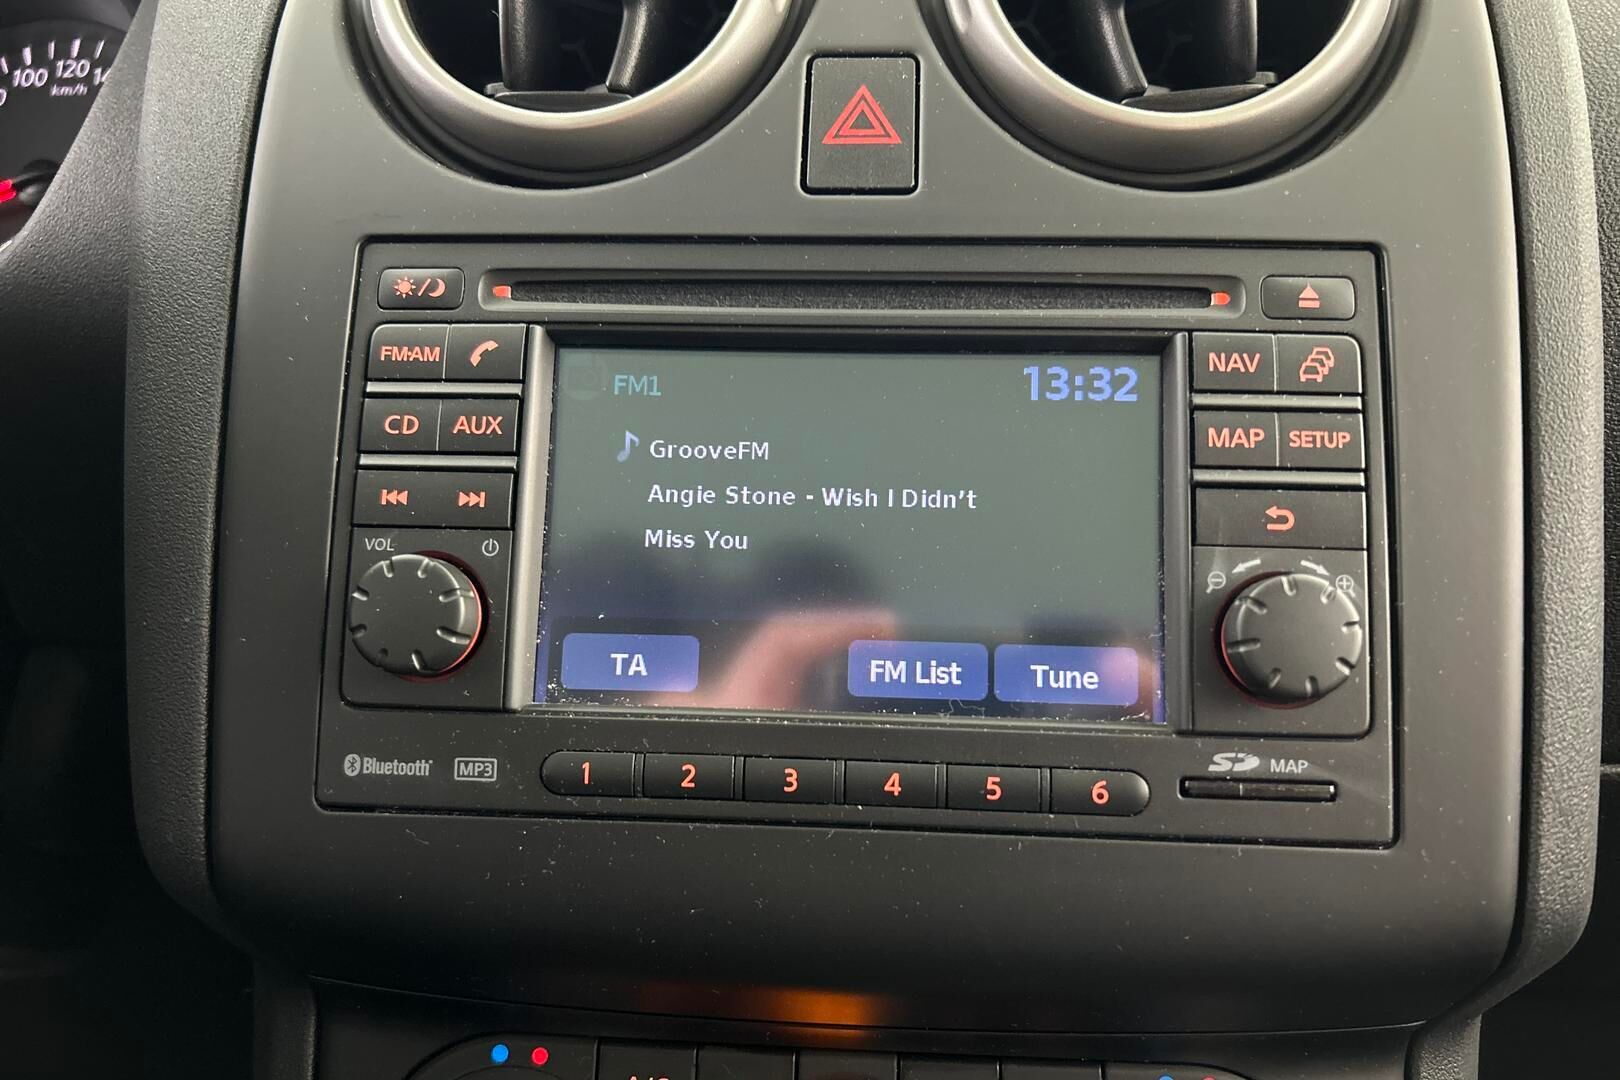 100 120
km/h
FM·AM
CD AUX
VOL
FM1 13:32
GrooveFM
Angie Stone - Wish I Didn't
Miss You
TA FM List Tune
NAV
MAP SETUP
Bluetooth MP3
1 2 3 4 5 6
SD MAP